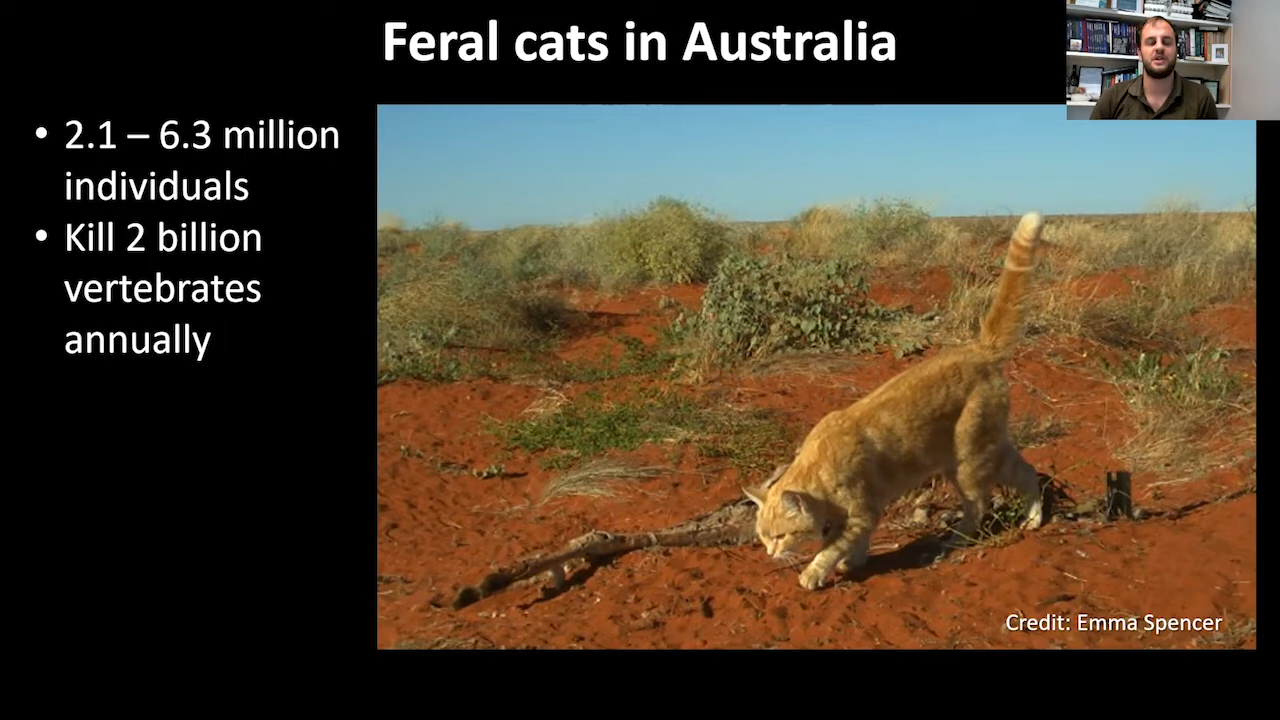 Feral cats in Australia
• 2.1 – 6.3 million
individuals
• Kill 2 billion
vertebrates
annually
Credit: Emma Spencer